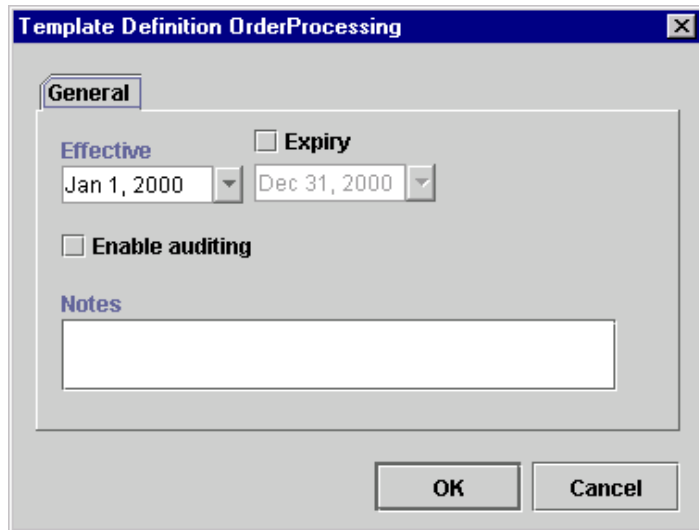 Template Definition OrderProcessing
General
Effective
Expiry
Jan 1, 2000
Dec 31, 2000
Enable auditing
Notes
OK
Cancel